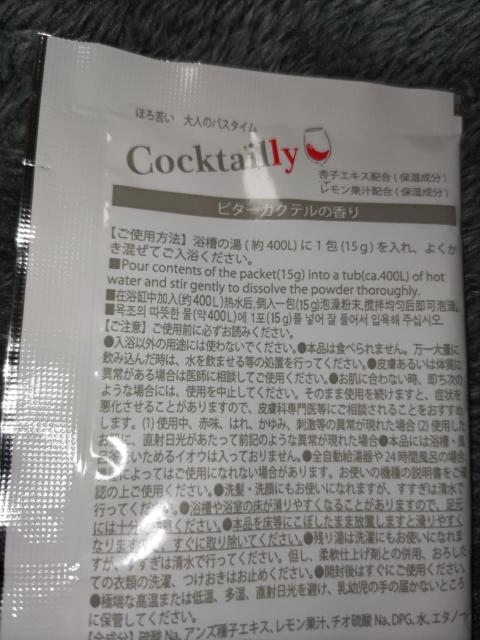 ほろ苦い 大人のバスタイム
Cocktailly
杏子エキス配合(保湿成分)
レモン果汁配合(保湿成分)
ビターカクテルの香り
【ご使用方法】浴槽の湯(約400L)に1包(15g)を入れ、よくか
き混ぜてご入浴ください。
■Pour contents of the packet(15g) into a tub(ca.400L) of hot
water and stir gently to dissolve the powder thoroughly.
■在浴缸中加入(约400L)热水后,倒入一包(15g)泡澡粉末,搅拌均匀后即可泡澡。
■욕조의 따뜻한 물(약400L)에 1포(15g)를 넣어 잘 풀어서 입욕해 주십시오.
【ご注意】ご使用前に必ずお読みください。
●入浴以外の用途には使わないでください。●本品は食べられません。万一大量に
飲み込んだ時は、水を飲ませる等の処置を行ってください。●皮膚あるいは体質に
異常がある場合は医師に相談してご使用ください。●お肌に合わない時、即ち次の
ような場合には、使用を中止してください。そのまま使用を続けますと、症状を
悪化させることがありますので、皮膚科専門医等にご相談されることをおすすめ
します。(1) 使用中、赤味、はれ、かゆみ、刺激等の異常が現れた場合 (2) 使用した
お肌に、直射日光があたって前記のような異常が現れた場合●本品には浴槽・風
呂釜をいためるイオウは入っておりません。●全自動給湯器や24時間風呂の場合
によってはご使用になれない場合があります。お使いの機種の説明書をご確
認の上ご使用ください。●洗髪・洗顔にもお使いになれますが、すすぎは清水で
行ってください。●浴槽や浴室の床が滑りやすくなることがありますので、足元
には十分ください。●本品を床等にこぼしたまま放置しますと滑りやすく
なりますすぐに取り除いてください。●残り湯は洗濯にもお使いになれま
すが、すすぎは清水で行ってください。但し、柔軟仕上げ剤との併用、おろした
ての衣類の洗濯、つけおきはお止めください。●開封後はすぐにご使用ください。
●極端な高温または低温、多湿、直射日光を避け、乳幼児の手の届かないところ
に保管してください。
【全成分】硫酸Na、アンズ種子エキス、レモン果汁、チオ硫酸Na、DPG、水、エタノー